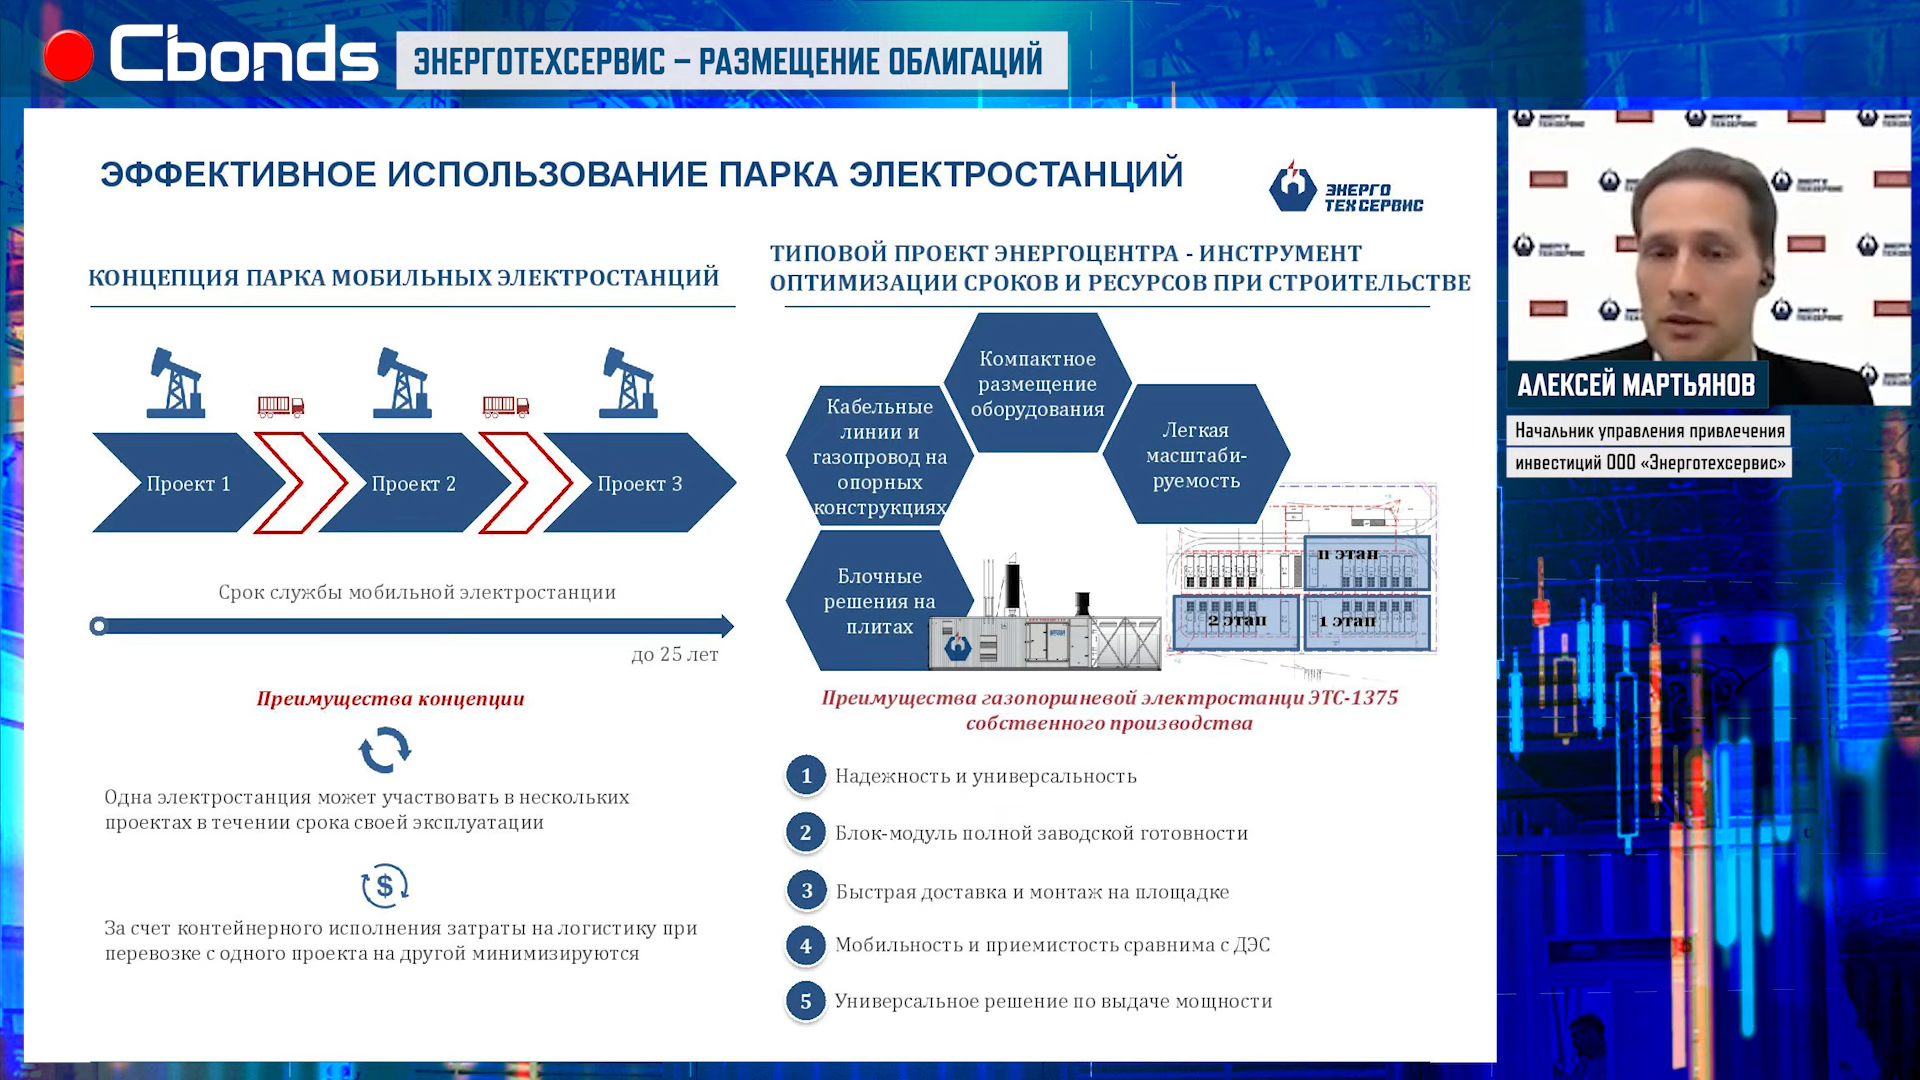 Cbonds
ЭНЕРГОТЕХСЕРВИС – РАЗМЕЩЕНИЕ ОБЛИГАЦИЙ
ЭФФЕКТИВНОЕ ИСПОЛЬЗОВАНИЕ ПАРКА ЭЛЕКТРОСТАНЦИЙ
ЭНЕРГО
ТЕХСЕРВИС
КОНЦЕПЦИЯ ПАРКА МОБИЛЬНЫХ ЭЛЕКТРОСТАНЦИЙ
Проект 1
Проект 2
Проект 3
Срок службы мобильной электростанции
до 25 лет
Преимущества концепции
Одна электростанция может участвовать в нескольких
проектах в течении срока своей эксплуатации
$
За счет контейнерного исполнения затраты на логистику при
перевозке с одного проекта на другой минимизируются
ТИПОВОЙ ПРОЕКТ ЭНЕРГОЦЕНТРА - ИНСТРУМЕНТ
ОПТИМИЗАЦИИ СРОКОВ И РЕСУРСОВ ПРИ СТРОИТЕЛЬСТВЕ
Компактное
размещение
оборудования
Кабельные
линии и
газопровод на
опорных
конструкциях
Легкая
масштаби-
руемость
Блочные
решения на
плитах
n этап
2 этап
1 этап
Преимущества газопоршневой электростанци ЭТС-1375
собственного производства
1 Надежность и универсальность
2 Блок-модуль полной заводской готовности
3 Быстрая доставка и монтаж на площадке
4 Мобильность и приемистость сравнима с ДЭС
5 Универсальное решение по выдаче мощности
АЛЕКСЕЙ МАРТЬЯНОВ
Начальник управления привлечения
инвестиций ООО «Энерготехсервис»